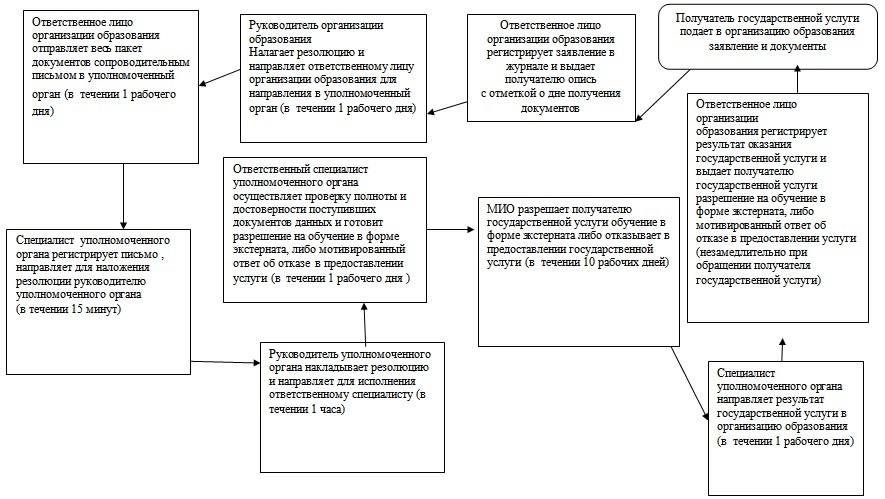 Получатель государственной услуги
подает в организацию образования
заявление и документы
Ответственное лицо
организации образования
регистрирует заявление в
журнале и выдает
получателю опись
с отметкой о дне получения
документов
Руководитель организации
образования
Налагает резолюцию и
направляет ответственному лицу
организации образования для
направления в уполномоченный
орган (в течении 1 рабочего дня)
Ответственное лицо
организации образования
отправляет весь пакет
документов сопроводительным
письмом в уполномоченный
орган (в течении 1 рабочего
дня)
Специалист уполномоченного
органа регистрирует письмо ,
направляет для наложения
резолюции руководителю
уполномоченного органа
(в течении 15 минут)
Руководитель уполномоченного
органа накладывает резолюцию
и направляет для исполнения
ответственному специалисту (в
течении 1 часа)
Ответственный специалист
уполномоченного органа
осуществляет проверку полноты и
достоверности поступивших
документов данных и готовит
разрешение на обучение в форме
экстерната, либо мотивированный
ответ об отказе в предоставлении
услуги (в течении 1 рабочего дня )
МИО разрешает получателю
государственной услуги обучение в
форме экстерната либо отказывает в
предоставлении государственной
услуги (в течении 10 рабочих дней)
Специалист
уполномоченного органа
направляет результат
государственной услуги в
организацию образования
(в течении 1 рабочего дня)
Ответственное лицо
организации
образования регистрирует
результат оказания
государственной услуги и
выдает получателю
государственной услуги
разрешение на обучение в
форме экстерната, либо
мотивированный ответ об
отказе в предоставлении услуги
(незамедлительно при
обращении получателя
государственной услуги)